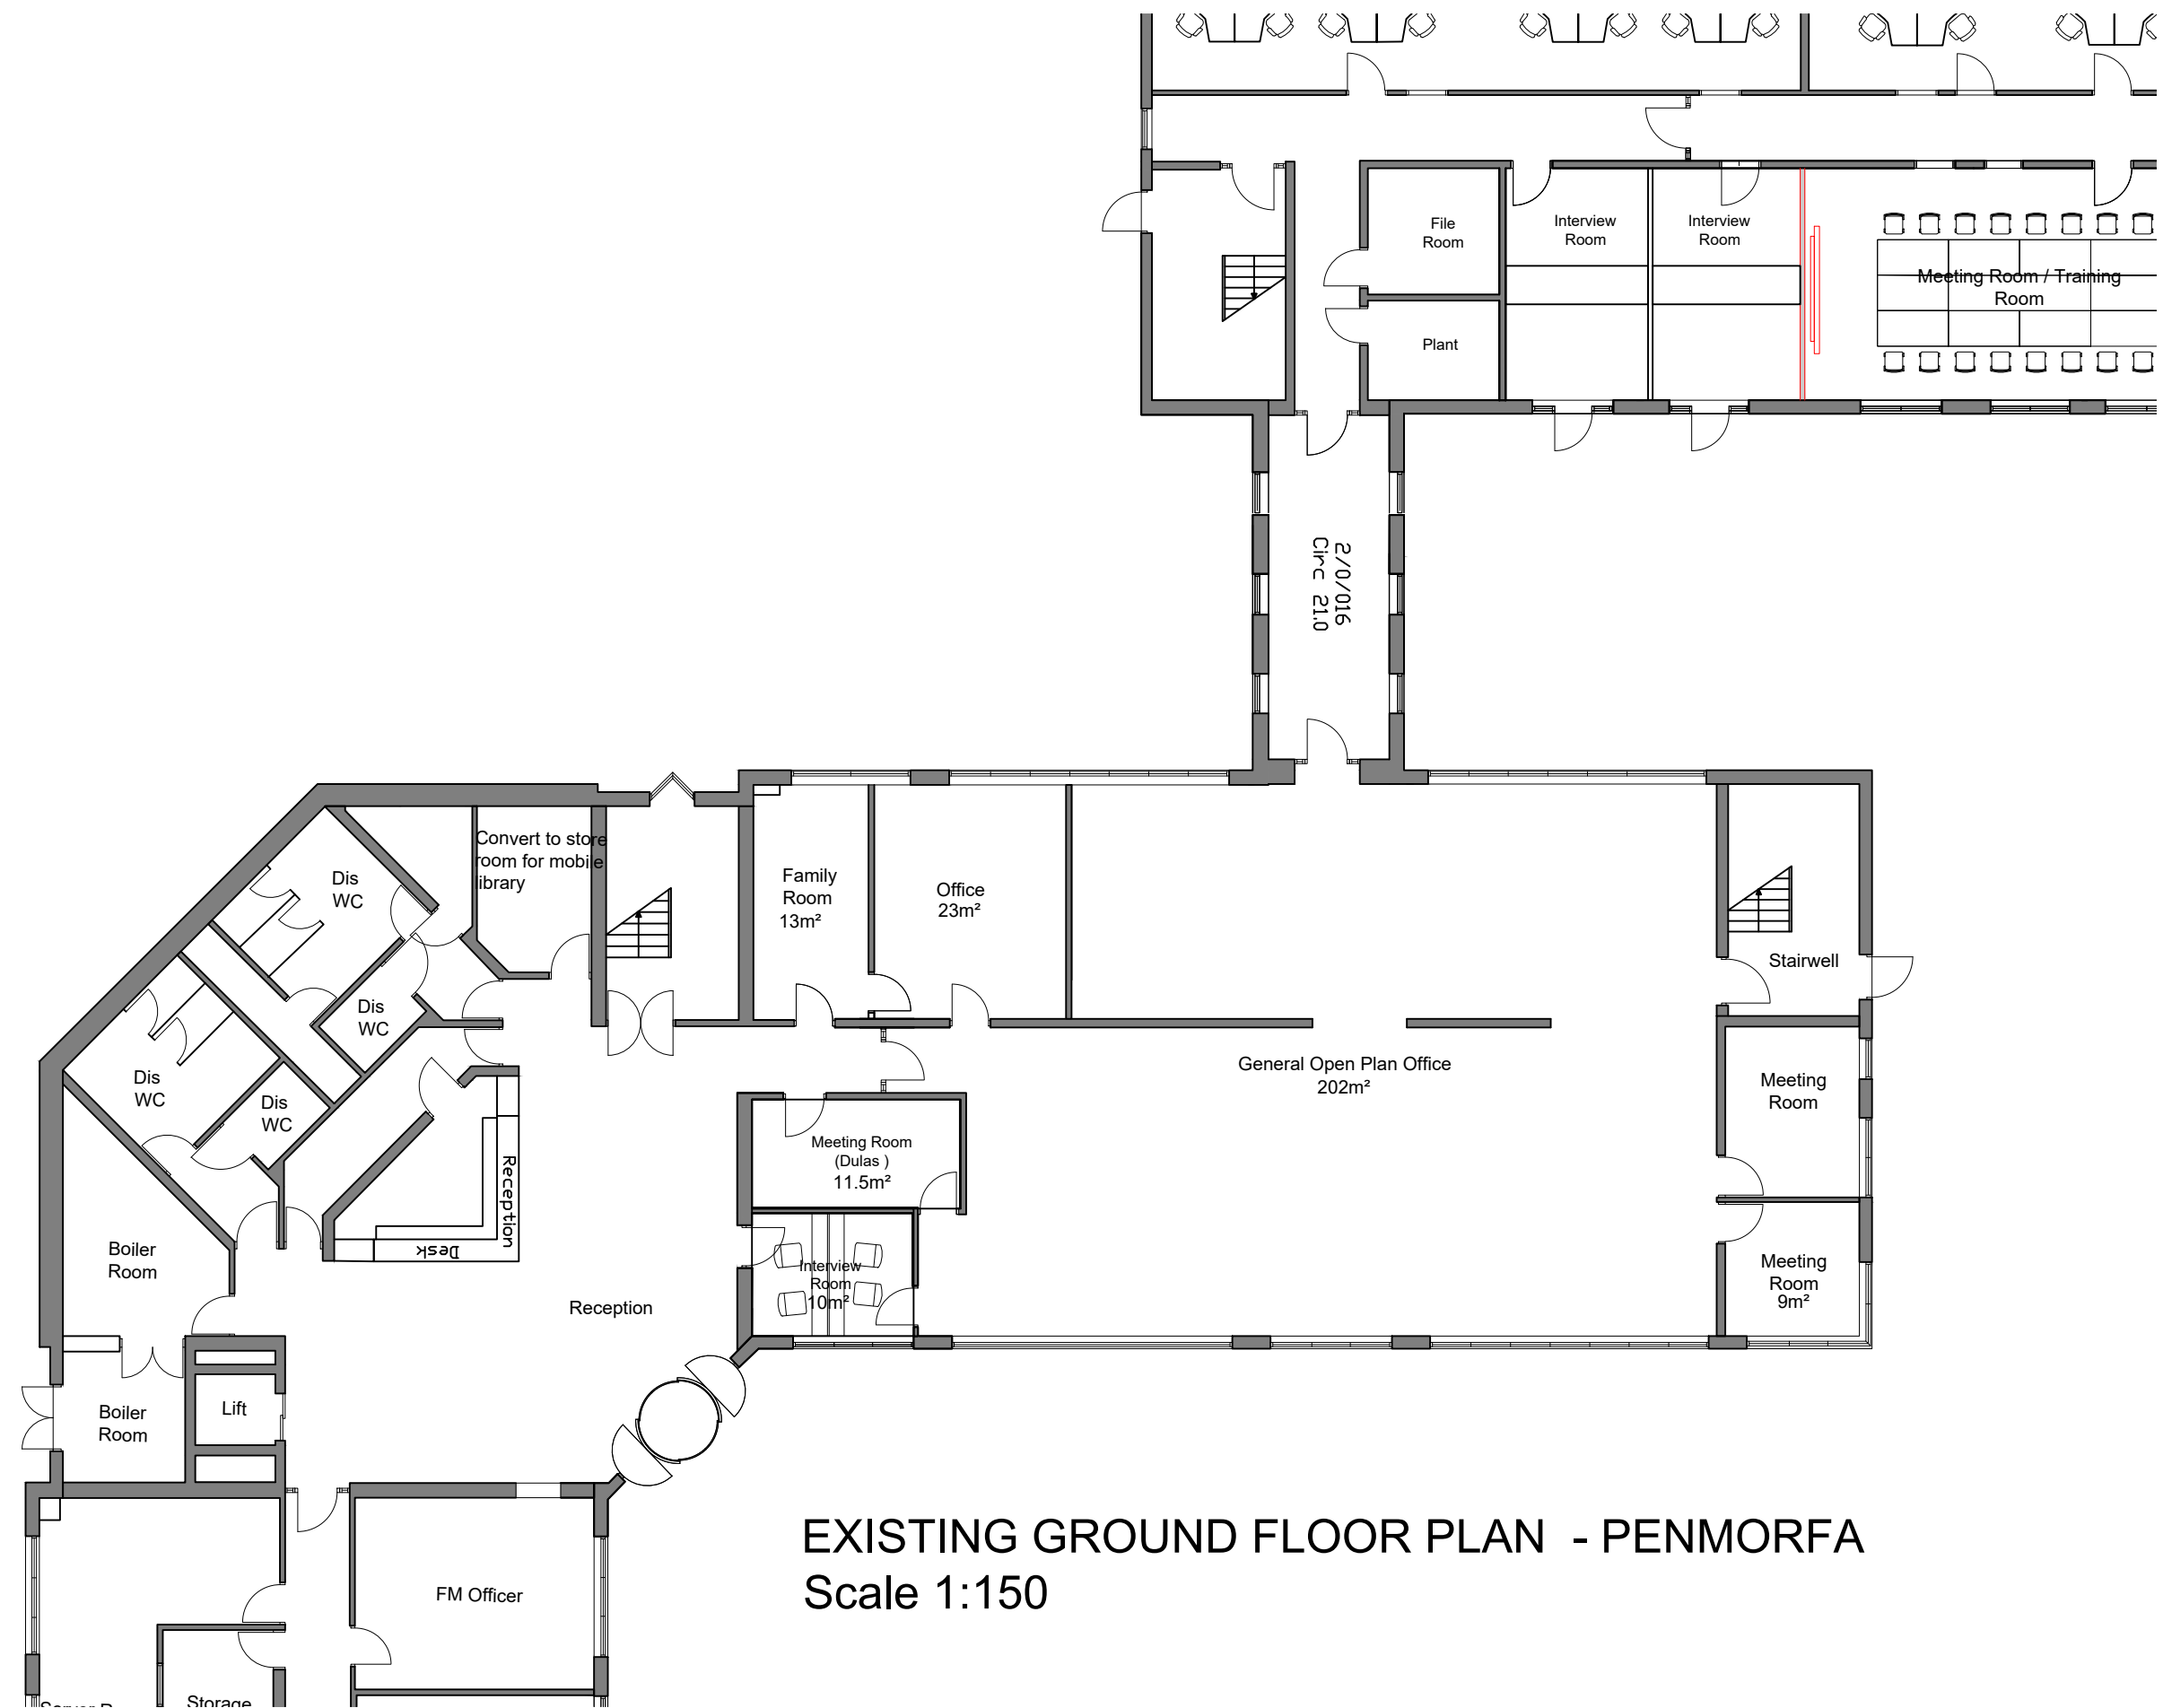 File
Room
Interview
Room
Interview
Room
Meeting Room / Training
Room
Plant
2/0/016
Circ 21.0
Convert to store
room for mobile
library
Dis
WC
Family
Room
13m²
Office
23m²
Stairwell
Dis
WC
General Open Plan Office
202m²
Dis
WC
Dis
WC
Meeting
Room
Meeting Room
(Dulas )
11.5m²
Reception
Desk
Boiler
Room
Interview
Room
10m²
Meeting
Room
9m²
Reception
Lift
Boiler
Room
EXISTING GROUND FLOOR PLAN - PENMORFA
Scale 1:150
FM Officer
Storage